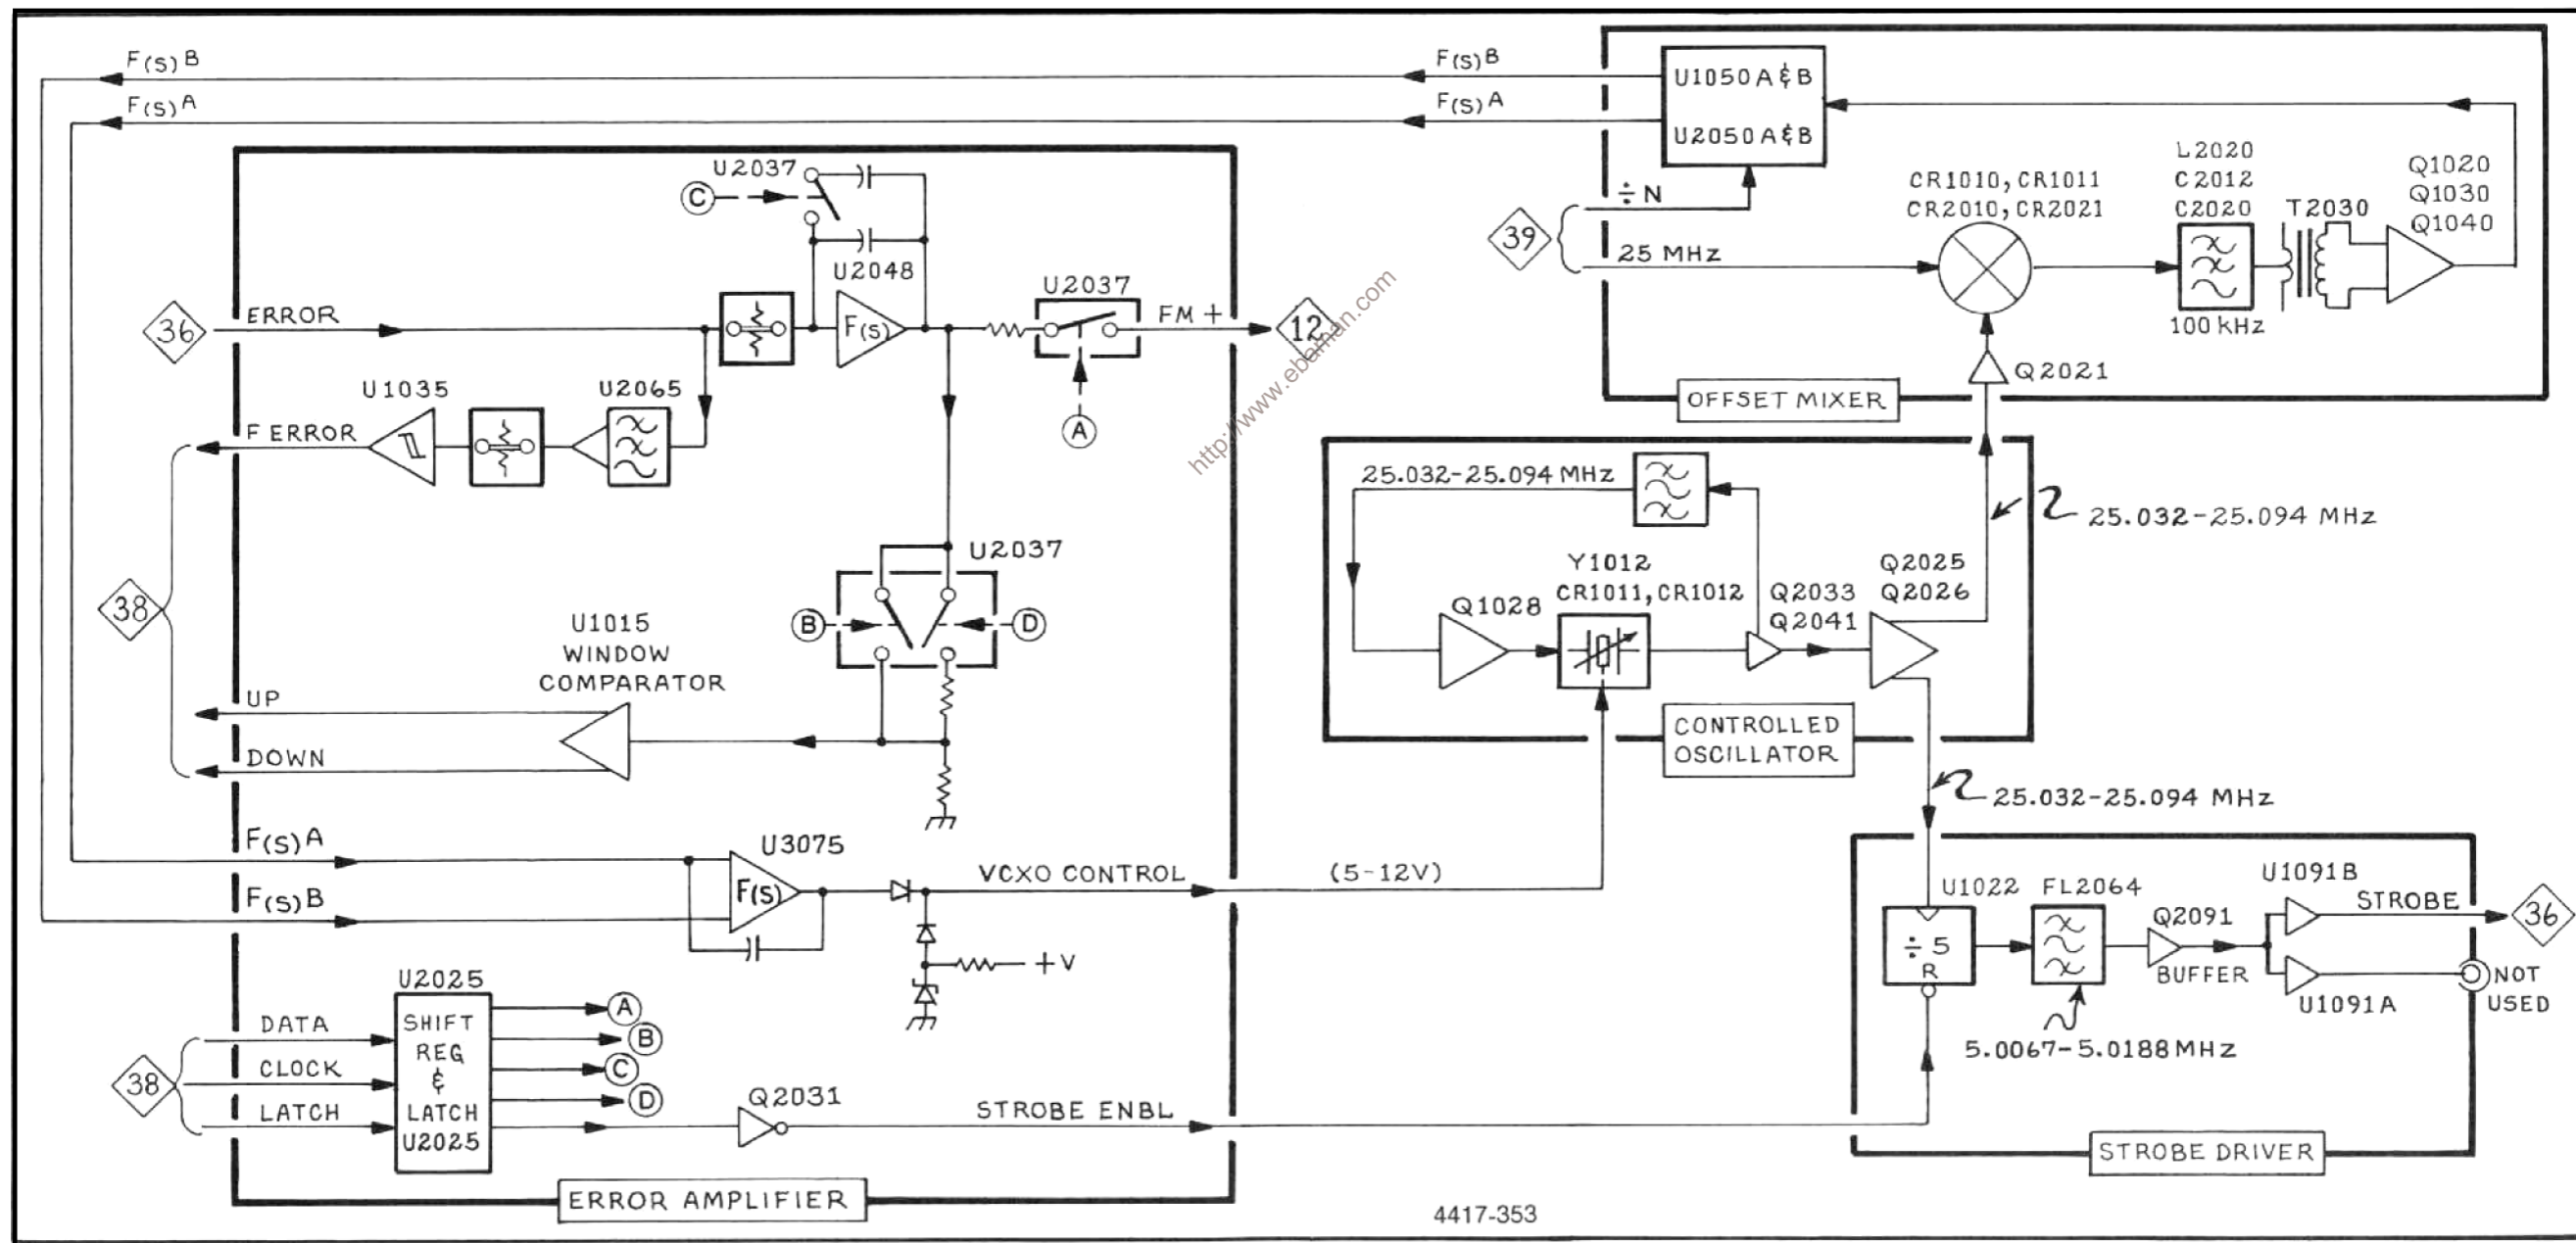 F(S)B
F(S)A
F(S)B
F(S)A
U1050A&B
U2050A&B
÷N
39
25 MHz
CR1010, CR1011
CR2010, CR2021
L2020
C2012
C2020
100 kHz
T2030
Q1020
Q1030
Q1040
Q2021
OFFSET MIXER
U2037
C
U2048
F(S)
36
ERROR
U2037
FM +
12
A
U1035
U2065
F ERROR
38
U2037
B
D
U1015
WINDOW
COMPARATOR
UP
DOWN
F(S)A
F(S)B
U3075
F(S)
VCXO CONTROL
(5-12V)
+V
U2025
SHIFT
REG
&
LATCH
U2025
38
DATA
CLOCK
LATCH
A
B
C
D
Q2031
STROBE ENBL
ERROR AMPLIFIER
25.032-25.094 MHz
25.032-25.094 MHz
Q1028
Y1012
CR1011, CR1012
Q2033
Q2041
Q2025
Q2026
CONTROLLED
OSCILLATOR
25.032-25.094 MHz
U1022
÷5
R
FL2064
5.0067-5.0188MHz
Q2091
BUFFER
U1091B
STROBE
36
U1091A
NOT
USED
STROBE DRIVER
4417-353
http://www.ebaman.com